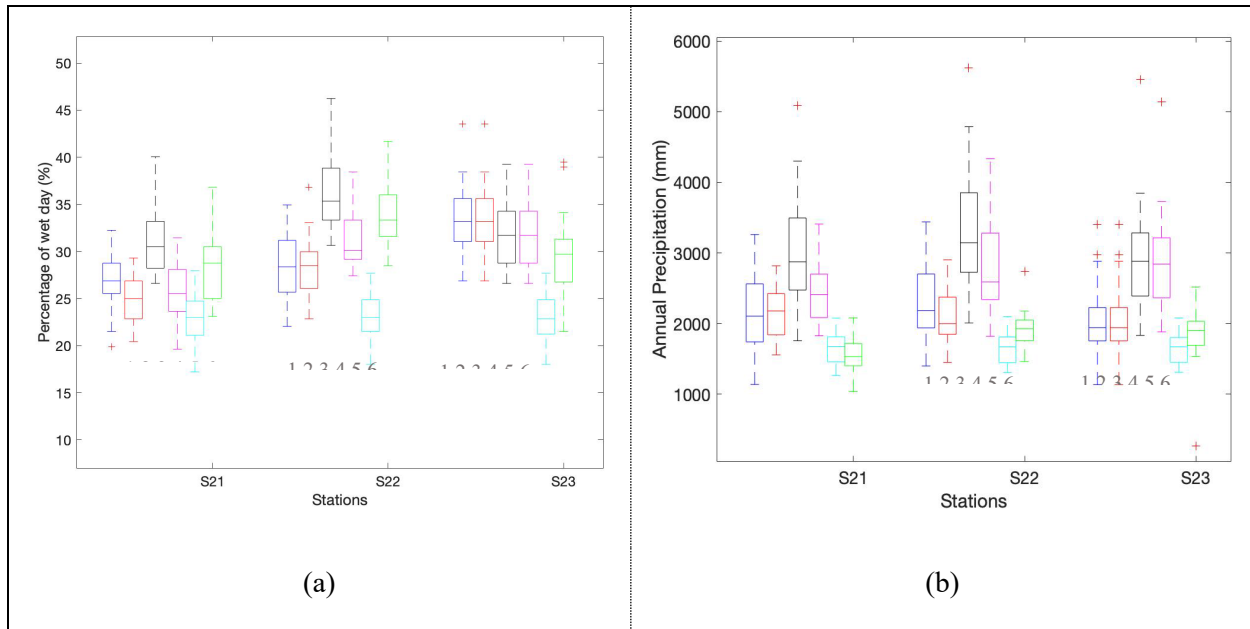 50
45
40
35
30
25
20
15
10
Percentage of wet day (%)
1 2 3 4 5 6
1 2 3 4 5 6
S21 S22 S23
Stations
(a)
6000
5000
4000
3000
2000
1000
Annual Precipitation (mm)
1 2 3 4 5 6
1 2 3 4 5 6
S21 S22 S23
Stations
(b)